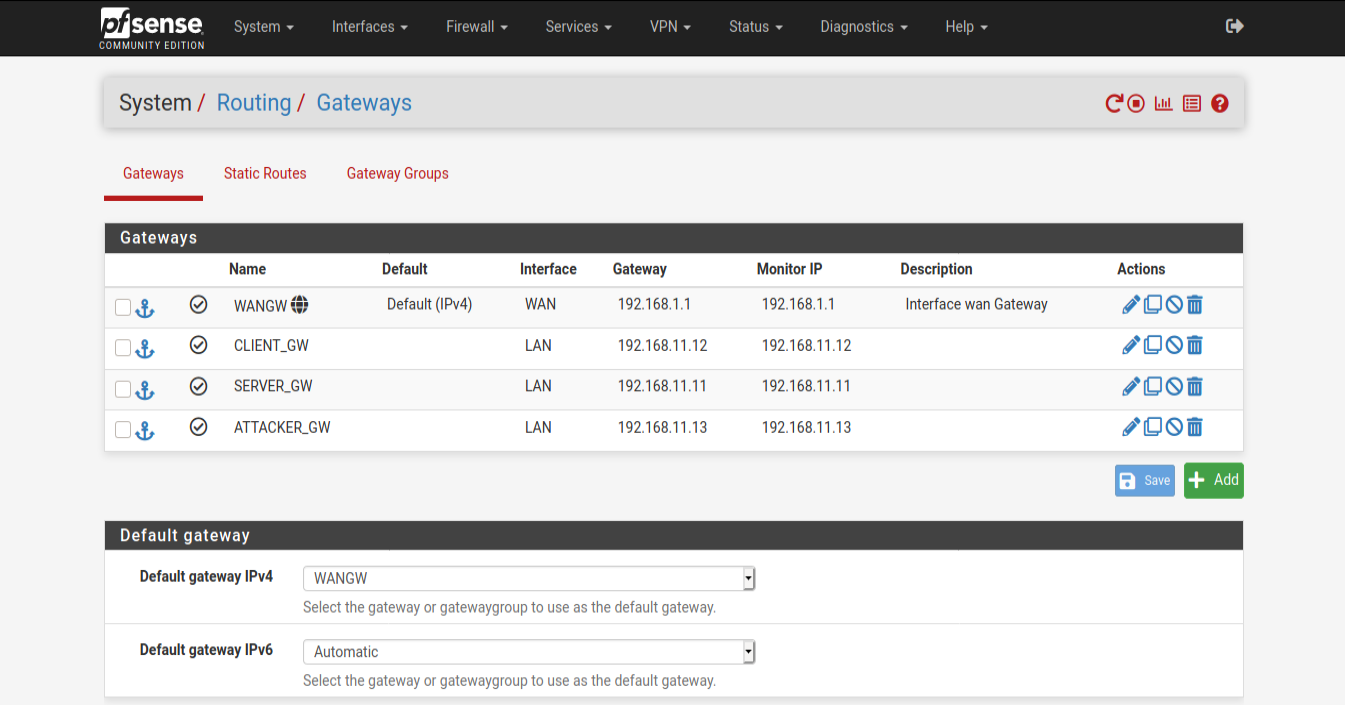 pfsense
COMMUNITY EDITION
System Interfaces Firewall Services VPN Status Diagnostics Help
System / Routing / Gateways
Gateways Static Routes Gateway Groups
Gateways
Name Default Interface Gateway Monitor IP Description Actions
WANGW Default (IPv4) WAN 192.168.1.1 192.168.1.1 Interface wan Gateway
CLIENT_GW LAN 192.168.11.12 192.168.11.12
SERVER_GW LAN 192.168.11.11 192.168.11.11
ATTACKER_GW LAN 192.168.11.13 192.168.11.13
Save Add
Default gateway
Default gateway IPv4 WANGW
Select the gateway or gatewaygroup to use as the default gateway.
Default gateway IPv6 Automatic
Select the gateway or gatewaygroup to use as the default gateway.